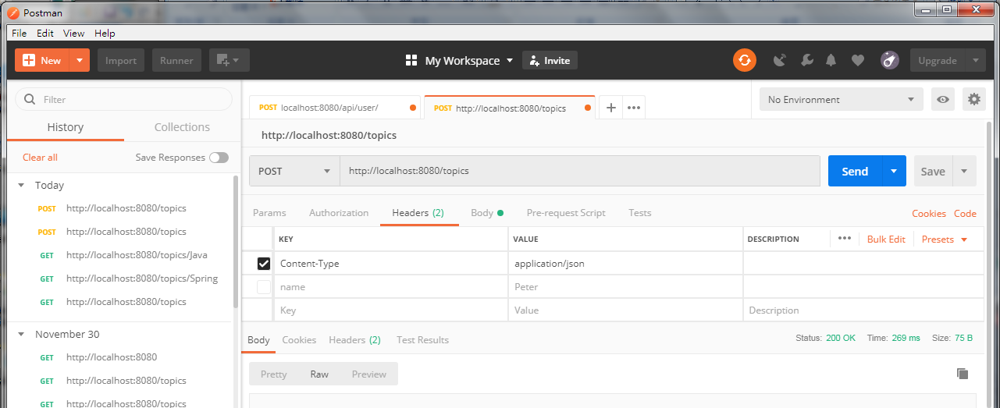 Postman
File Edit View Help
New Import Runner My Workspace Invite Upgrade
Filter
History Collections
Clear all Save Responses
Today
POST http://localhost:8080/topics
POST http://localhost:8080/topics
GET http://localhost:8080/topics/Java
GET http://localhost:8080/topics/Spring
GET http://localhost:8080/topics
November 30
GET http://localhost:8080
GET http://localhost:8080/topics
GET http://localhost:8080/topics
POST localhost:8080/api/user/ POST http://localhost:8080/topics No Environment
http://localhost:8080/topics
POST http://localhost:8080/topics Send Save
Params Authorization Headers (2) Body Pre-request Script Tests Cookies Code
KEY VALUE DESCRIPTION Bulk Edit Presets
Content-Type application/json
name Peter
Key Value Description
Body Cookies Headers (2) Test Results Status: 200 OK Time: 269 ms Size: 75 B
Pretty Raw Preview